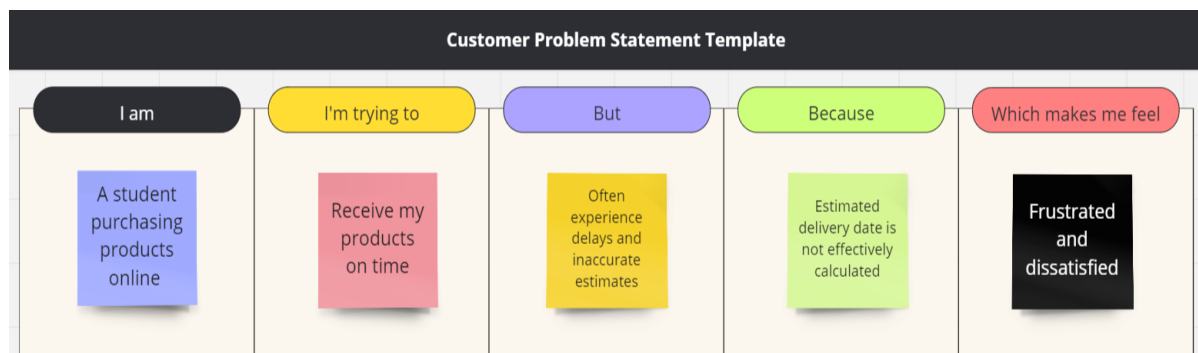 Customer Problem Statement Template
I am
I'm trying to
But
Because
Which makes me feel
A student
purchasing
products
online
Receive my
products
on time
Often
experience
delays and
inaccurate
estimates
Estimated
delivery date is
not effectively
calculated
Frustrated
and
dissatisfied